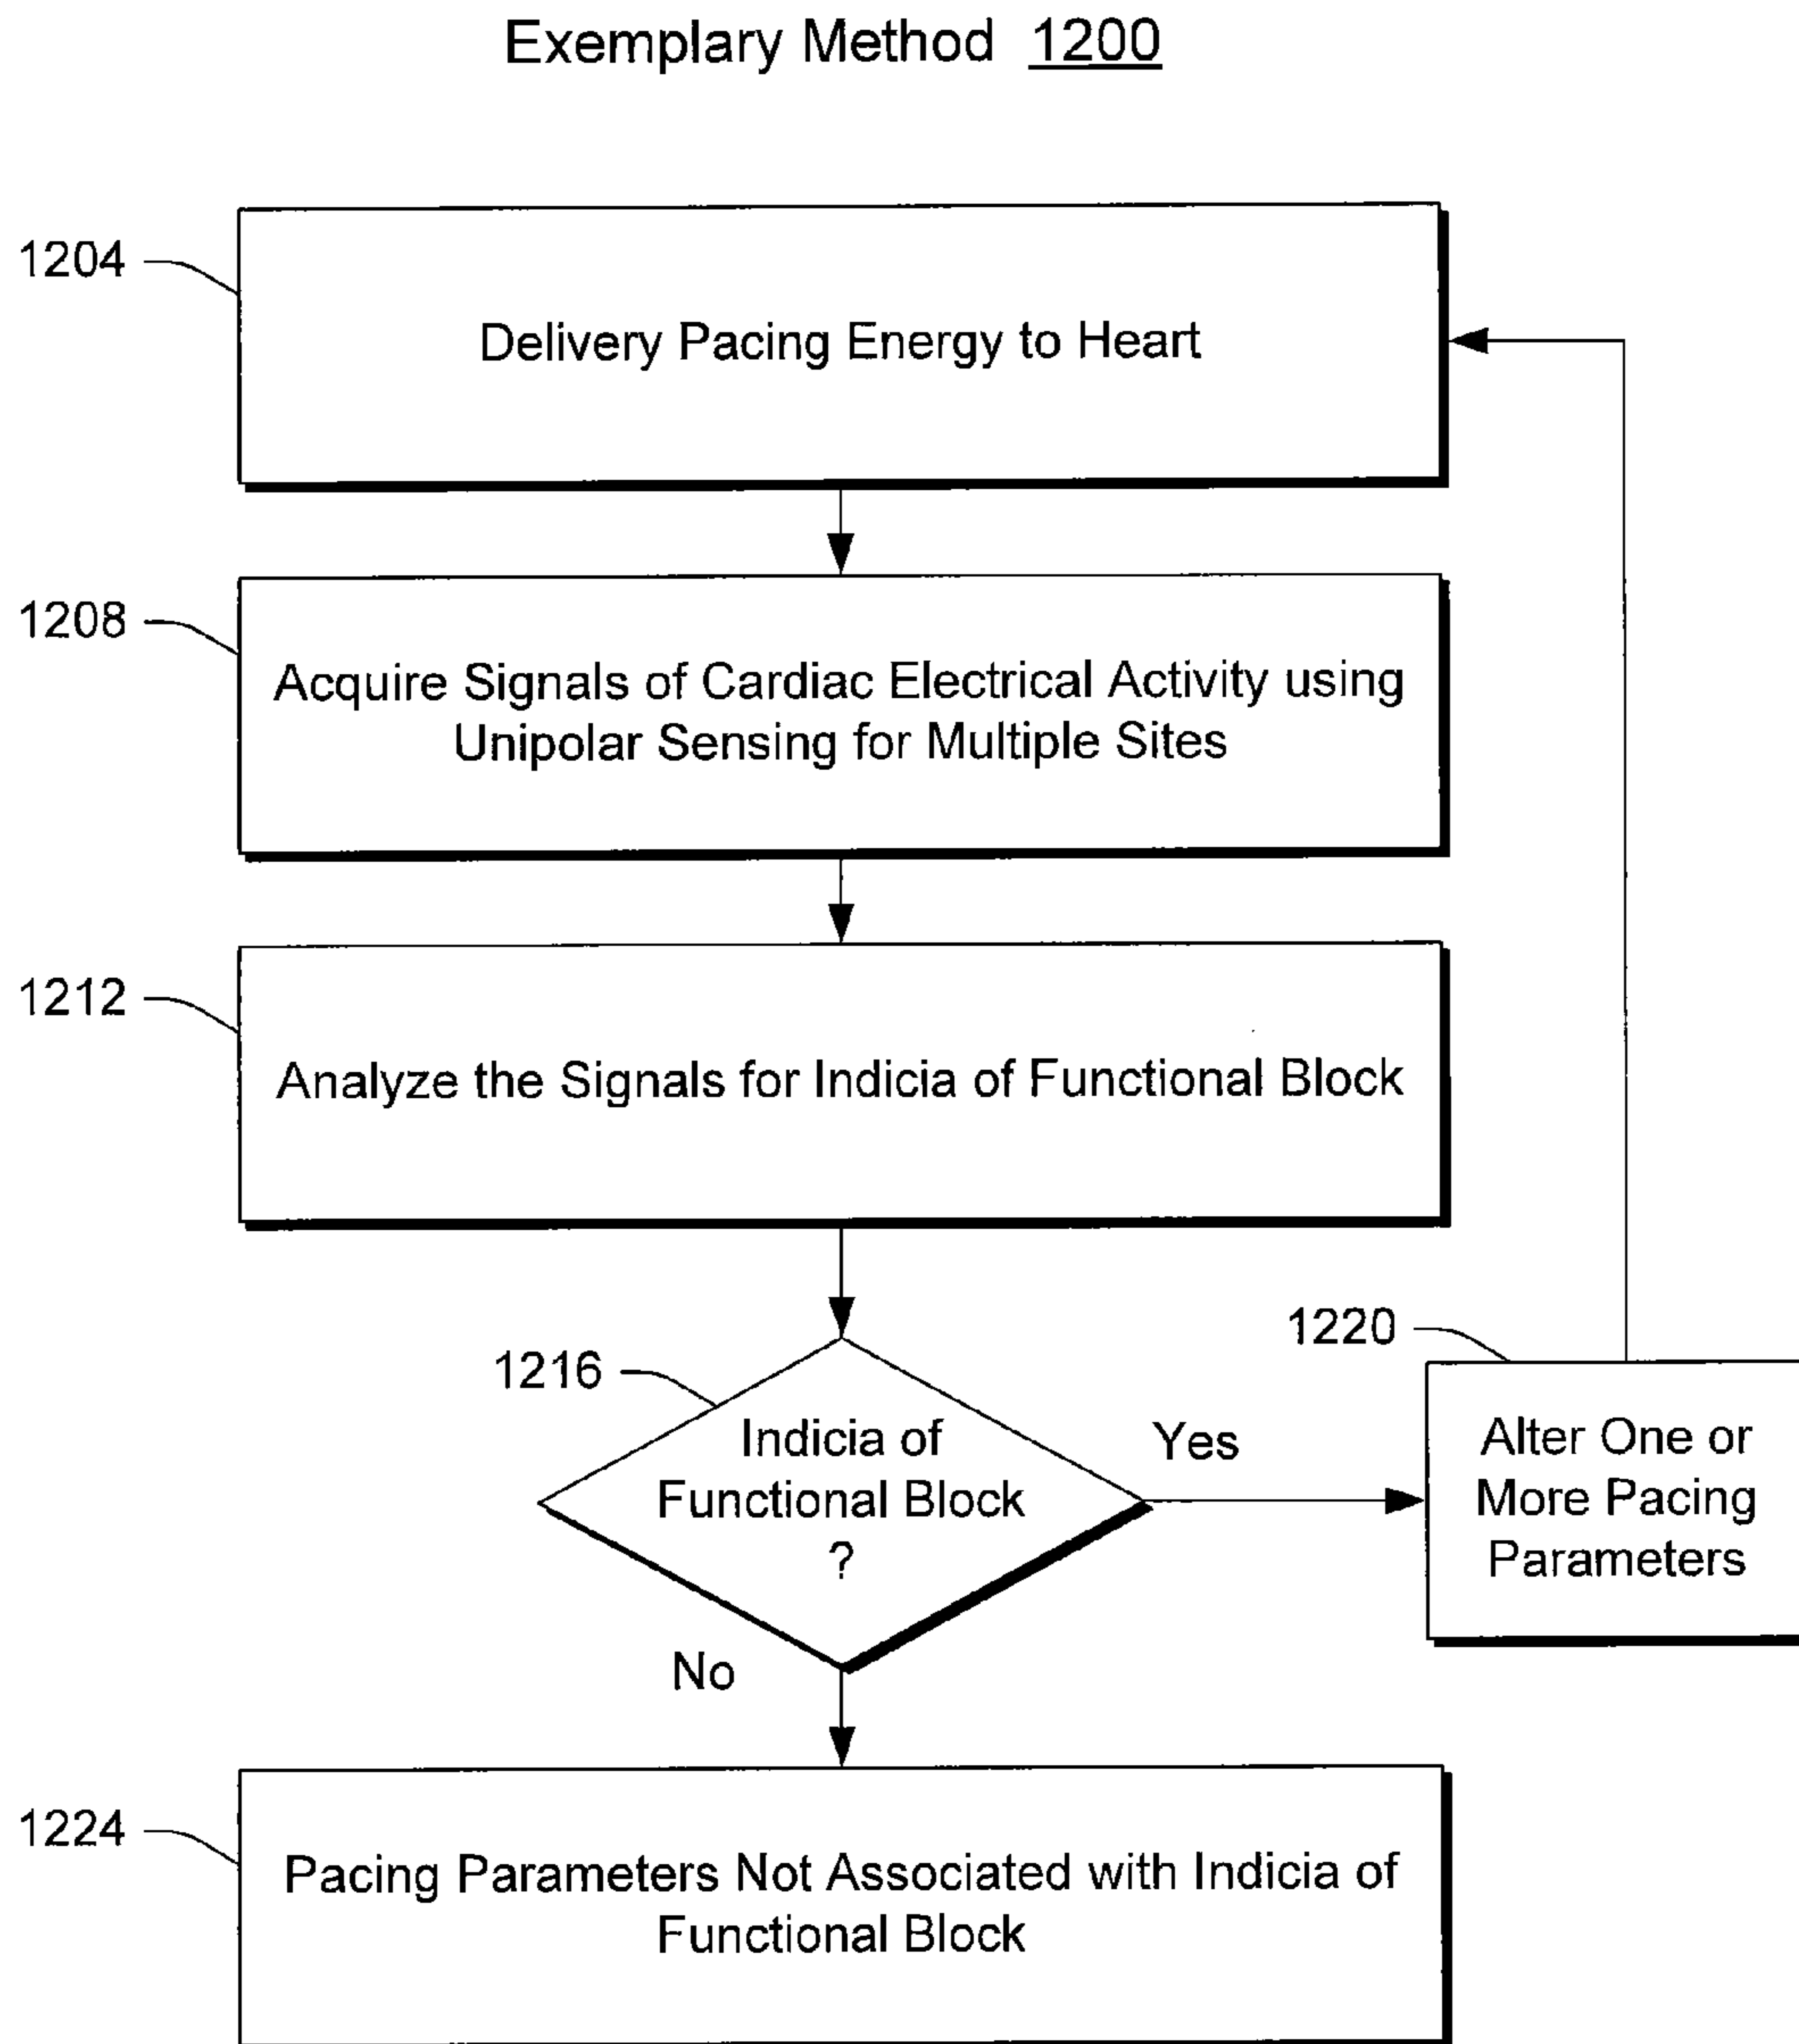 Exemplary Method 1200
1204
Delivery Pacing Energy to Heart
1208
Acquire Signals of Cardiac Electrical Activity using
Unipolar Sensing for Multiple Sites
1212
Analyze the Signals for Indicia of Functional Block
1216
Indicia of
Functional Block
?
Yes
1220
Alter One or
More Pacing
Parameters
No
1224
Pacing Parameters Not Associated with Indicia of
Functional Block